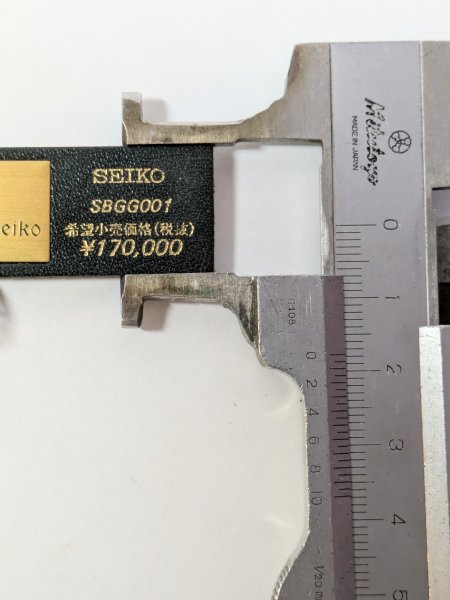 SEIKO
SBGG001
希望小売価格(税抜)
¥170,000
eiko
Mitutoyo
MADE IN JAPAN
0
1
2
3
4
5
0
2
4
6
8
10
1/20 m